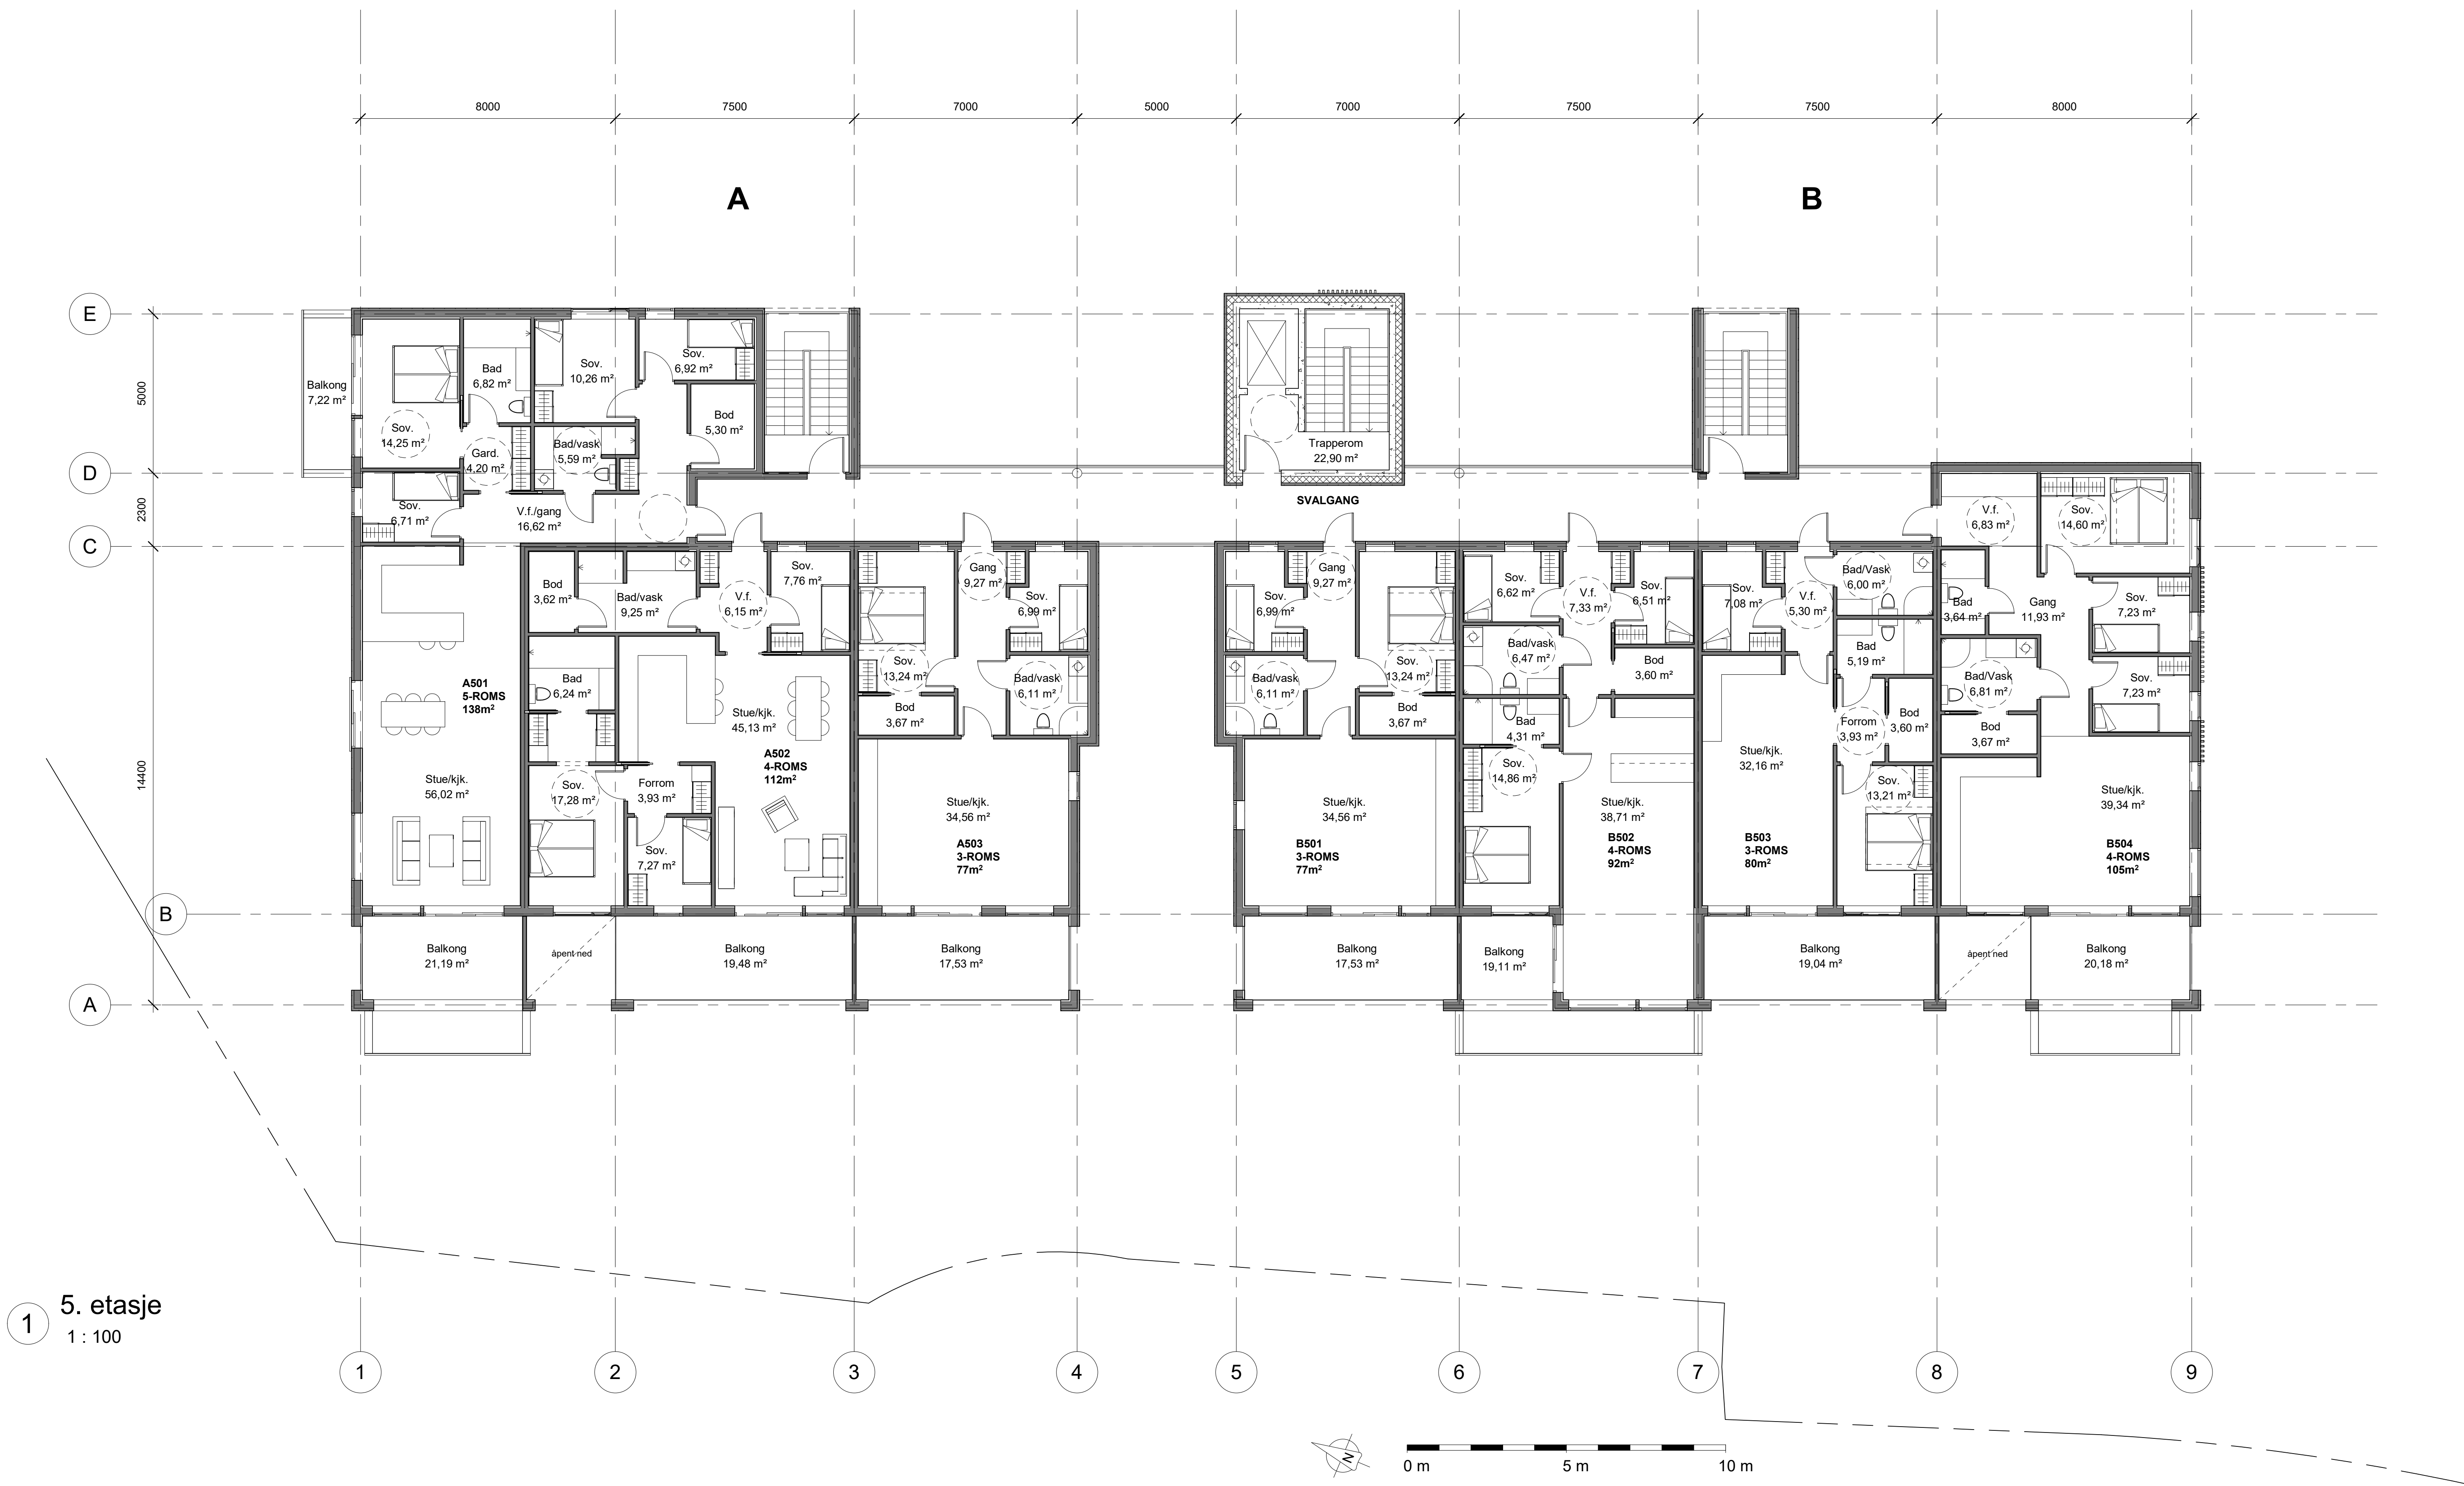 8000
7500
7000
5000
7000
7500
7500
8000
A
B
E
D
C
B
A
5000
2300
14400
Balkong
7,22 m²
Sov.
14,25 m²
Bad
6,82 m²
Sov.
10,26 m²
Sov.
6,92 m²
Bod
5,30 m²
Gard.
4,20 m²
Bad/vask
5,59 m²
Sov.
6,71 m²
V.f./gang
16,62 m²
A501
5-ROMS
138m²
Stue/kjk.
56,02 m²
Balkong
21,19 m²
Bod
3,62 m²
Bad/vask
9,25 m²
V.f.
6,15 m²
Sov.
7,76 m²
Bad
6,24 m²
Stue/kjk.
45,13 m²
A502
4-ROMS
112m²
Sov.
17,28 m²
Forrom
3,93 m²
Sov.
7,27 m²
åpent ned
Balkong
19,48 m²
Gang
9,27 m²
Sov.
6,99 m²
Sov.
13,24 m²
Bad/vask
6,11 m²
Bod
3,67 m²
Stue/kjk.
34,56 m²
A503
3-ROMS
77m²
Balkong
17,53 m²
Trapperom
22,90 m²
SVALGANG
Gang
9,27 m²
Sov.
6,99 m²
Sov.
13,24 m²
Bad/vask
6,11 m²
Bod
3,67 m²
Stue/kjk.
34,56 m²
B501
3-ROMS
77m²
Balkong
17,53 m²
Sov.
6,62 m²
V.f.
7,33 m²
Sov.
6,51 m²
Bad/vask
6,47 m²
Bod
3,60 m²
Bad
4,31 m²
Sov.
14,86 m²
Stue/kjk.
38,71 m²
B502
4-ROMS
92m²
Balkong
19,11 m²
Sov.
7,08 m²
V.f.
5,30 m²
Bad/Vask
6,00 m²
Bad
5,19 m²
Forrom
3,93 m²
Bod
3,60 m²
Stue/kjk.
32,16 m²
Sov.
13,21 m²
B503
3-ROMS
80m²
Balkong
19,04 m²
V.f.
6,83 m²
Sov.
14,60 m²
Bad
3,64 m²
Gang
11,93 m²
Sov.
7,23 m²
Bad/Vask
6,81 m²
Sov.
7,23 m²
Bod
3,67 m²
Stue/kjk.
39,34 m²
B504
4-ROMS
105m²
åpent ned
Balkong
20,18 m²
1
5. etasje
1 : 100
1
2
3
4
5
6
7
8
9
N
0 m
5 m
10 m